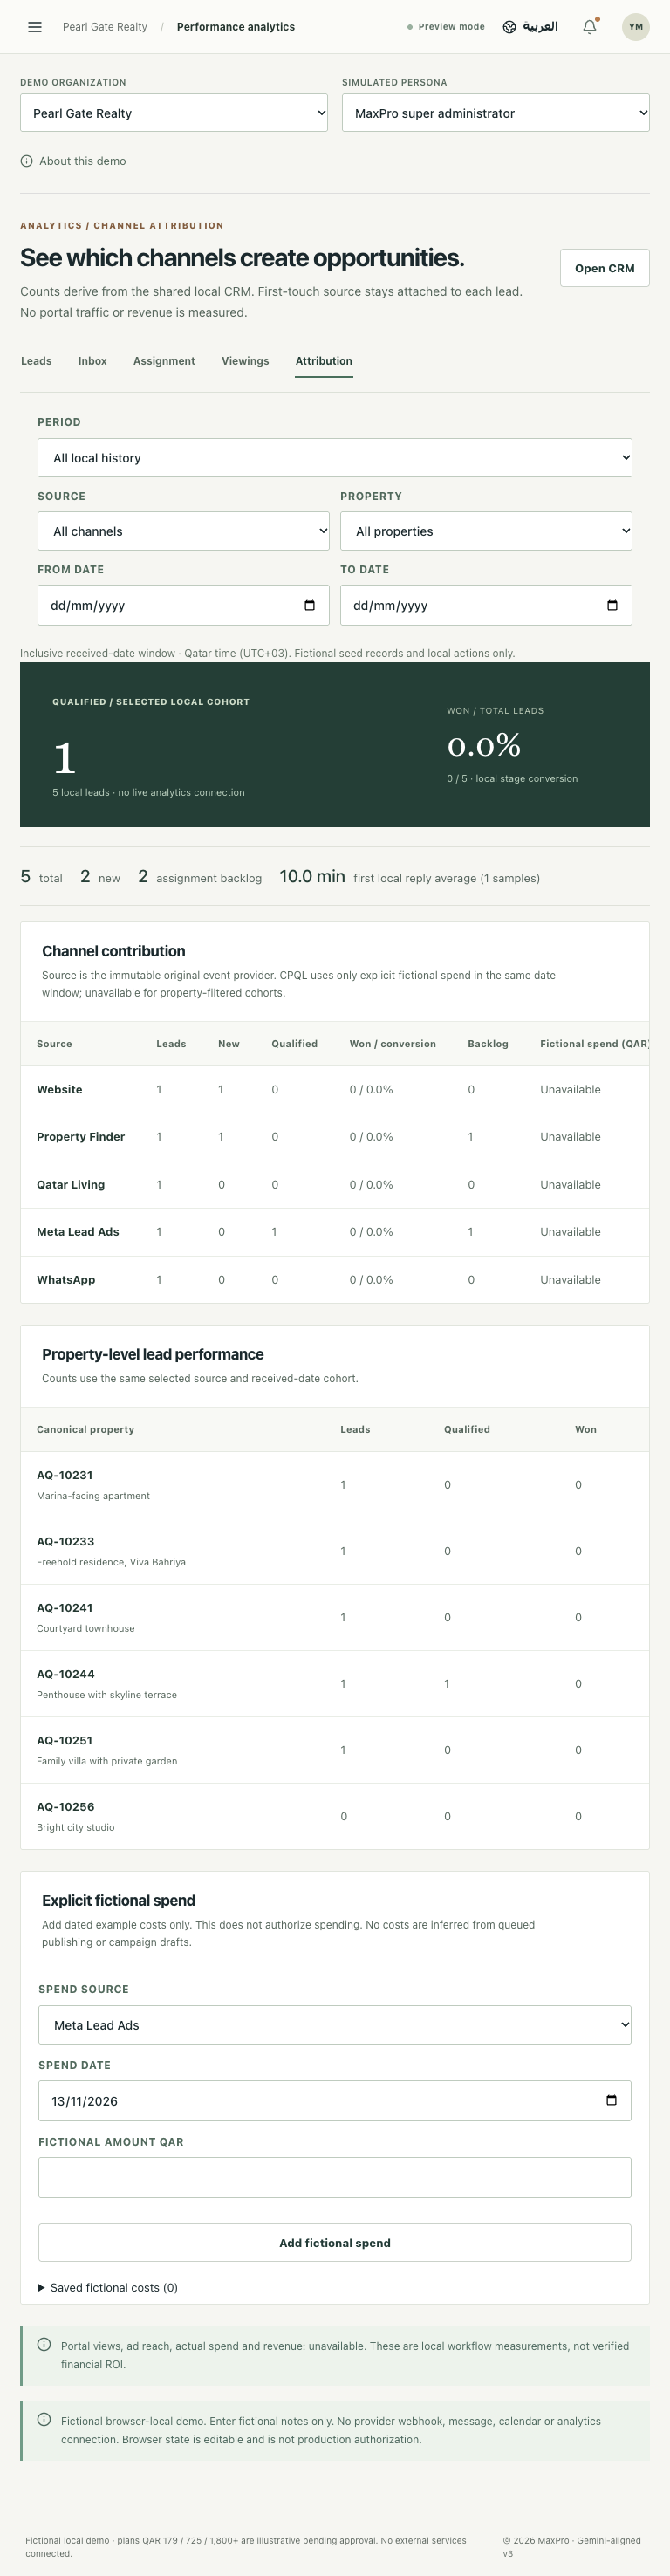 Pearl Gate Realty / Performance analytics
Preview mode
العربية
YM
DEMO ORGANIZATION
Pearl Gate Realty
SIMULATED PERSONA
MaxPro super administrator
About this demo
ANALYTICS / CHANNEL ATTRIBUTION
See which channels create opportunities.
Counts derive from the shared local CRM. First-touch source stays attached to each lead.
No portal traffic or revenue is measured.
Open CRM
Leads Inbox Assignment Viewings Attribution
PERIOD
All local history
SOURCE
All channels
PROPERTY
All properties
FROM DATE
dd/mm/yyyy
TO DATE
dd/mm/yyyy
Inclusive received-date window · Qatar time (UTC+03). Fictional seed records and local actions only.
QUALIFIED / SELECTED LOCAL COHORT
1
5 local leads · no live analytics connection
WON / TOTAL LEADS
0.0%
0 / 5 · local stage conversion
5 total 2 new 2 assignment backlog 10.0 min first local reply average (1 samples)
Channel contribution
Source is the immutable original event provider. CPQL uses only explicit fictional spend in the same date
window; unavailable for property-filtered cohorts.
Source Leads New Qualified Won / conversion Backlog Fictional spend (QAR)
Website 1 1 0 0 / 0.0% 0 Unavailable
Property Finder 1 1 0 0 / 0.0% 1 Unavailable
Qatar Living 1 0 0 0 / 0.0% 0 Unavailable
Meta Lead Ads 1 0 1 0 / 0.0% 1 Unavailable
WhatsApp 1 0 0 0 / 0.0% 0 Unavailable
Property-level lead performance
Counts use the same selected source and received-date cohort.
Canonical property Leads Qualified Won
AQ-10231 1 0 0
Marina-facing apartment
AQ-10233 1 0 0
Freehold residence, Viva Bahriya
AQ-10241 1 0 0
Courtyard townhouse
AQ-10244 1 1 0
Penthouse with skyline terrace
AQ-10251 1 0 0
Family villa with private garden
AQ-10256 0 0 0
Bright city studio
Explicit fictional spend
Add dated example costs only. This does not authorize spending. No costs are inferred from queued
publishing or campaign drafts.
SPEND SOURCE
Meta Lead Ads
SPEND DATE
13/11/2026
FICTIONAL AMOUNT QAR
Add fictional spend
Saved fictional costs (0)
Portal views, ad reach, actual spend and revenue: unavailable. These are local workflow measurements, not verified
financial ROI.
Fictional browser-local demo. Enter fictional notes only. No provider webhook, message, calendar or analytics
connection. Browser state is editable and is not production authorization.
Fictional local demo · plans QAR 179 / 725 / 1,800+ are illustrative pending approval. No external services
connected.
© 2026 MaxPro · Gemini-aligned
v3